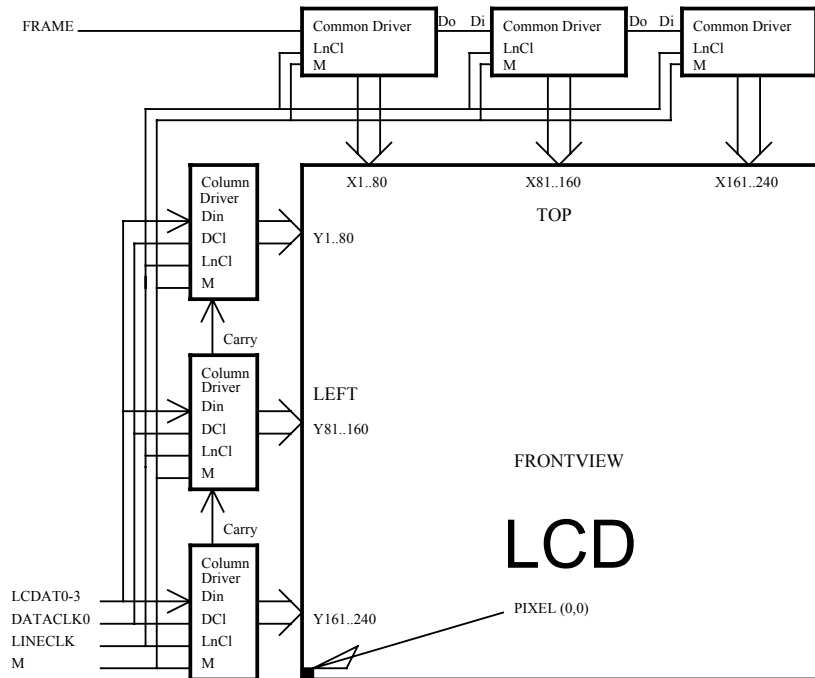 FRAME
Common Driver
LnCl
M
Do
Di
Common Driver
LnCl
M
Do
Di
Common Driver
LnCl
M
X1..80
X81..160
X161..240
TOP
Column
Driver
Din
DCl
LnCl
M
Y1..80
Carry
Column
Driver
Din
DCl
LnCl
M
LEFT
Y81..160
FRONTVIEW
LCD
Carry
Column
Driver
Din
DCl
LnCl
M
LCDAT0-3
DATACLK0
LINECLK
M
Y161..240
PIXEL (0,0)